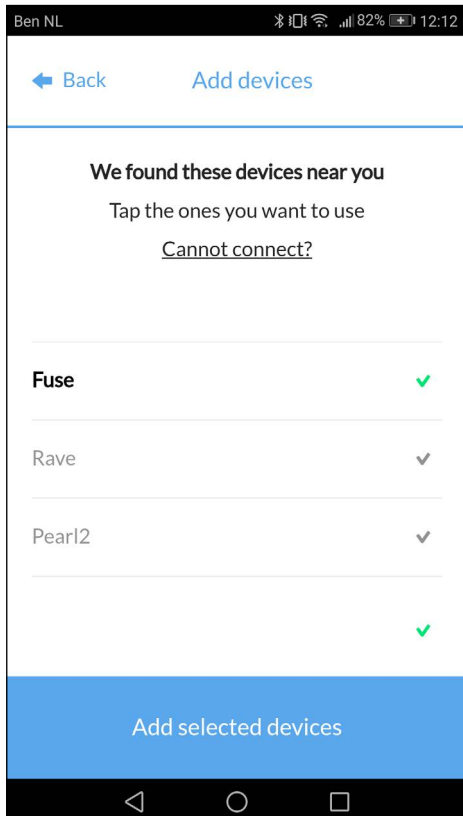 Ben NL 82% 12:12
Back Add devices
We found these devices near you
Tap the ones you want to use
Cannot connect?
Fuse
Rave
Pearl2
Add selected devices